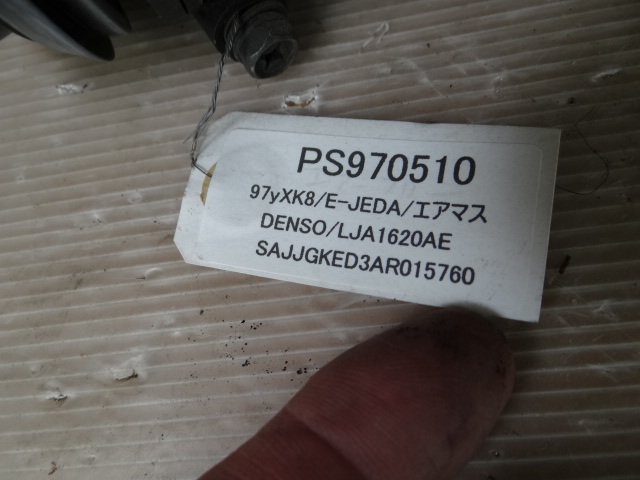 PS970510
97yXK8/E-JEDA/エアマス
DENSO/LJA1620AE
SAJJGKED3AR015760